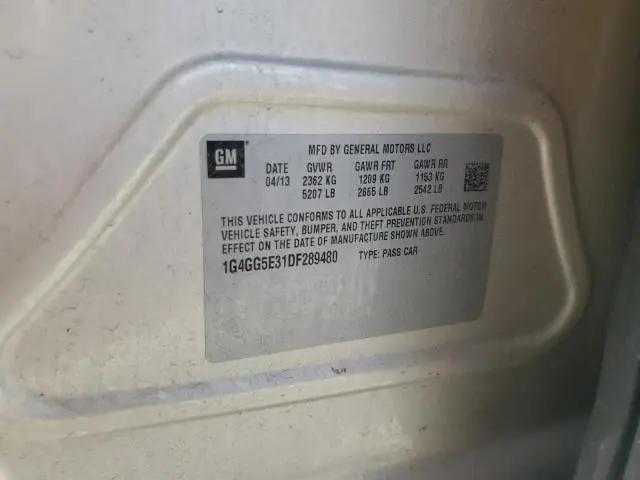 GM
MFD BY GENERAL MOTORS LLC
DATE GVWR GAWR FRT GAWR RR
04/13 2362 KG 1209 KG 1153 KG
5207 LB 2665 LB 2542 LB
THIS VEHICLE CONFORMS TO ALL APPLICABLE U.S. FEDERAL MOTOR
VEHICLE SAFETY, BUMPER, AND THEFT PREVENTION STANDARDS IN
EFFECT ON THE DATE OF MANUFACTURE SHOWN ABOVE.
1G4GG5E31DF289480 TYPE: PASS CAR